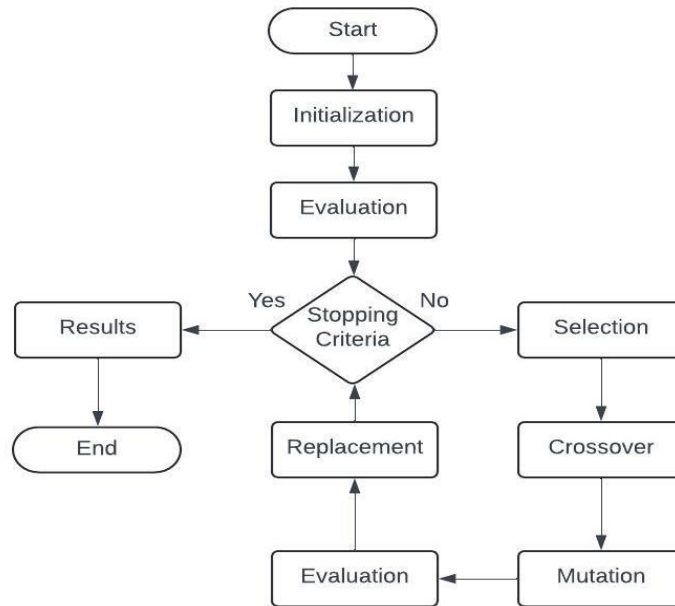 Start
Initialization
Evaluation
Yes
No
Stopping
Criteria
Results
Selection
End
Replacement
Crossover
Evaluation
Mutation